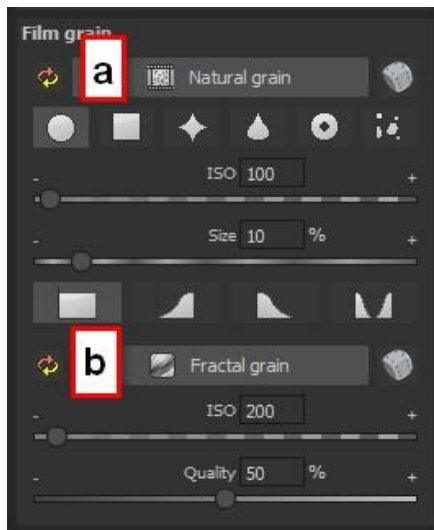 Film grain
a
Natural grain
- ISO 100 +
- Size 10 % +
b
Fractal grain
- ISO 200 +
- Quality 50 % +